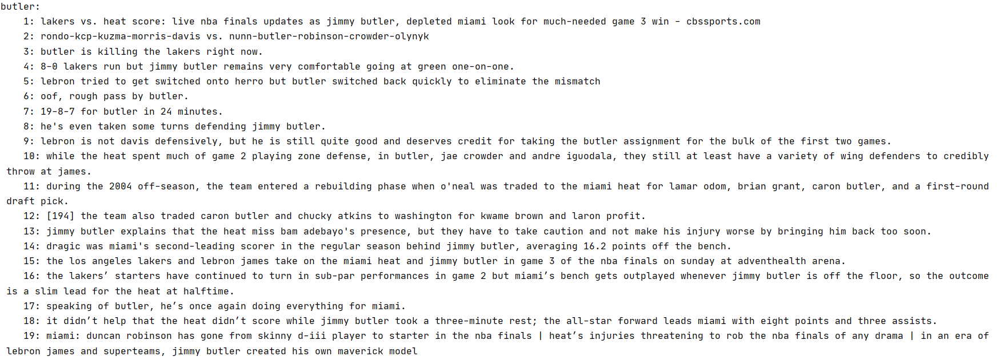 butler:
1: lakers vs. heat score: live nba finals updates as jimmy butler, depleted miami look for much-needed game 3 win – cbssports.com
2: rondo-kcp-kuzma-morris-davis vs. nunn-butler-robinson-crowder-olynyk
3: butler is killing the lakers right now.
4: 8-0 lakers run but jimmy butler remains very comfortable going at green one-on-one.
5: lebron tried to get switched onto herro but butler switched back quickly to eliminate the mismatch
6: oof, rough pass by butler.
7: 19-8-7 for butler in 24 minutes.
8: he's even taken some turns defending jimmy butler.
9: lebron is not davis defensively, but he is still quite good and deserves credit for taking the butler assignment for the bulk of the first two games.
10: while the heat spent much of game 2 playing zone defense, in butler, jae crowder and andre iguodala, they still at least have a variety of wing defenders to credibly
throw at james.
11: during the 2004 off-season, the team entered a rebuilding phase when o'neal was traded to the miami heat for lamar odom, brian grant, caron butler, and a first-round
draft pick.
12: [194] the team also traded caron butler and chucky atkins to washington for kwame brown and laron profit.
13: jimmy butler explains that the heat miss bam adebayo's presence, but they have to take caution and not make his injury worse by bringing him back too soon.
14: dragic was miami's second-leading scorer in the regular season behind jimmy butler, averaging 16.2 points off the bench.
15: the los angeles lakers and lebron james take on the miami heat and jimmy butler in game 3 of the nba finals on sunday at adventhealth arena.
16: the lakers’ starters have continued to turn in sub-par performances in game 2 but miami’s bench gets outplayed whenever jimmy butler is off the floor, so the outcome
is a slim lead for the heat at halftime.
17: speaking of butler, he’s once again doing everything for miami.
18: it didn’t help that the heat didn’t score while jimmy butler took a three-minute rest; the all-star forward leads miami with eight points and three assists.
19: miami: duncan robinson has gone from skinny d-iii player to starter in the nba finals | heat’s injuries threatening to rob the nba finals of any drama | in an era of
lebron james and superteams, jimmy butler created his own maverick model